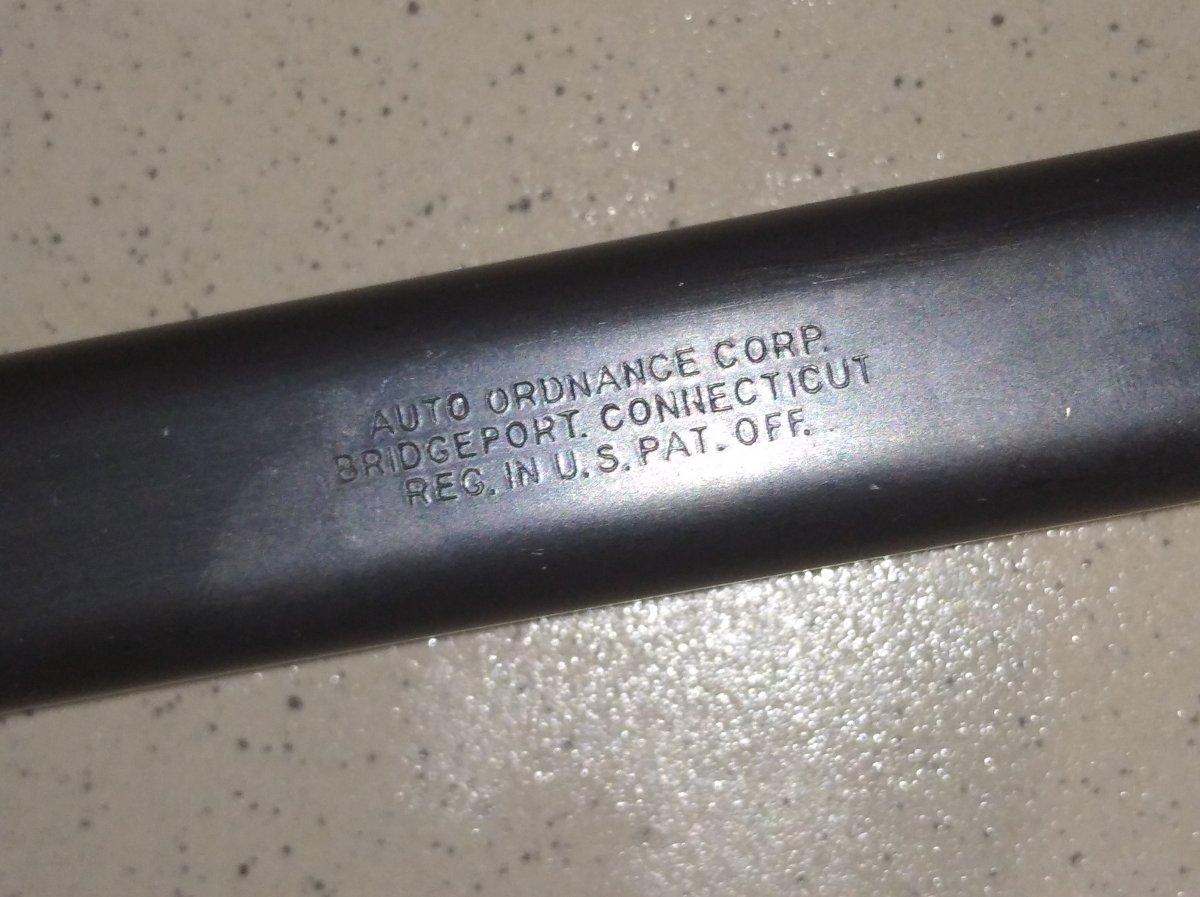 AUTO ORDNANCE CORP.
BRIDGEPORT. CONNECTICUT
REG. IN U.S. PAT. OFF.